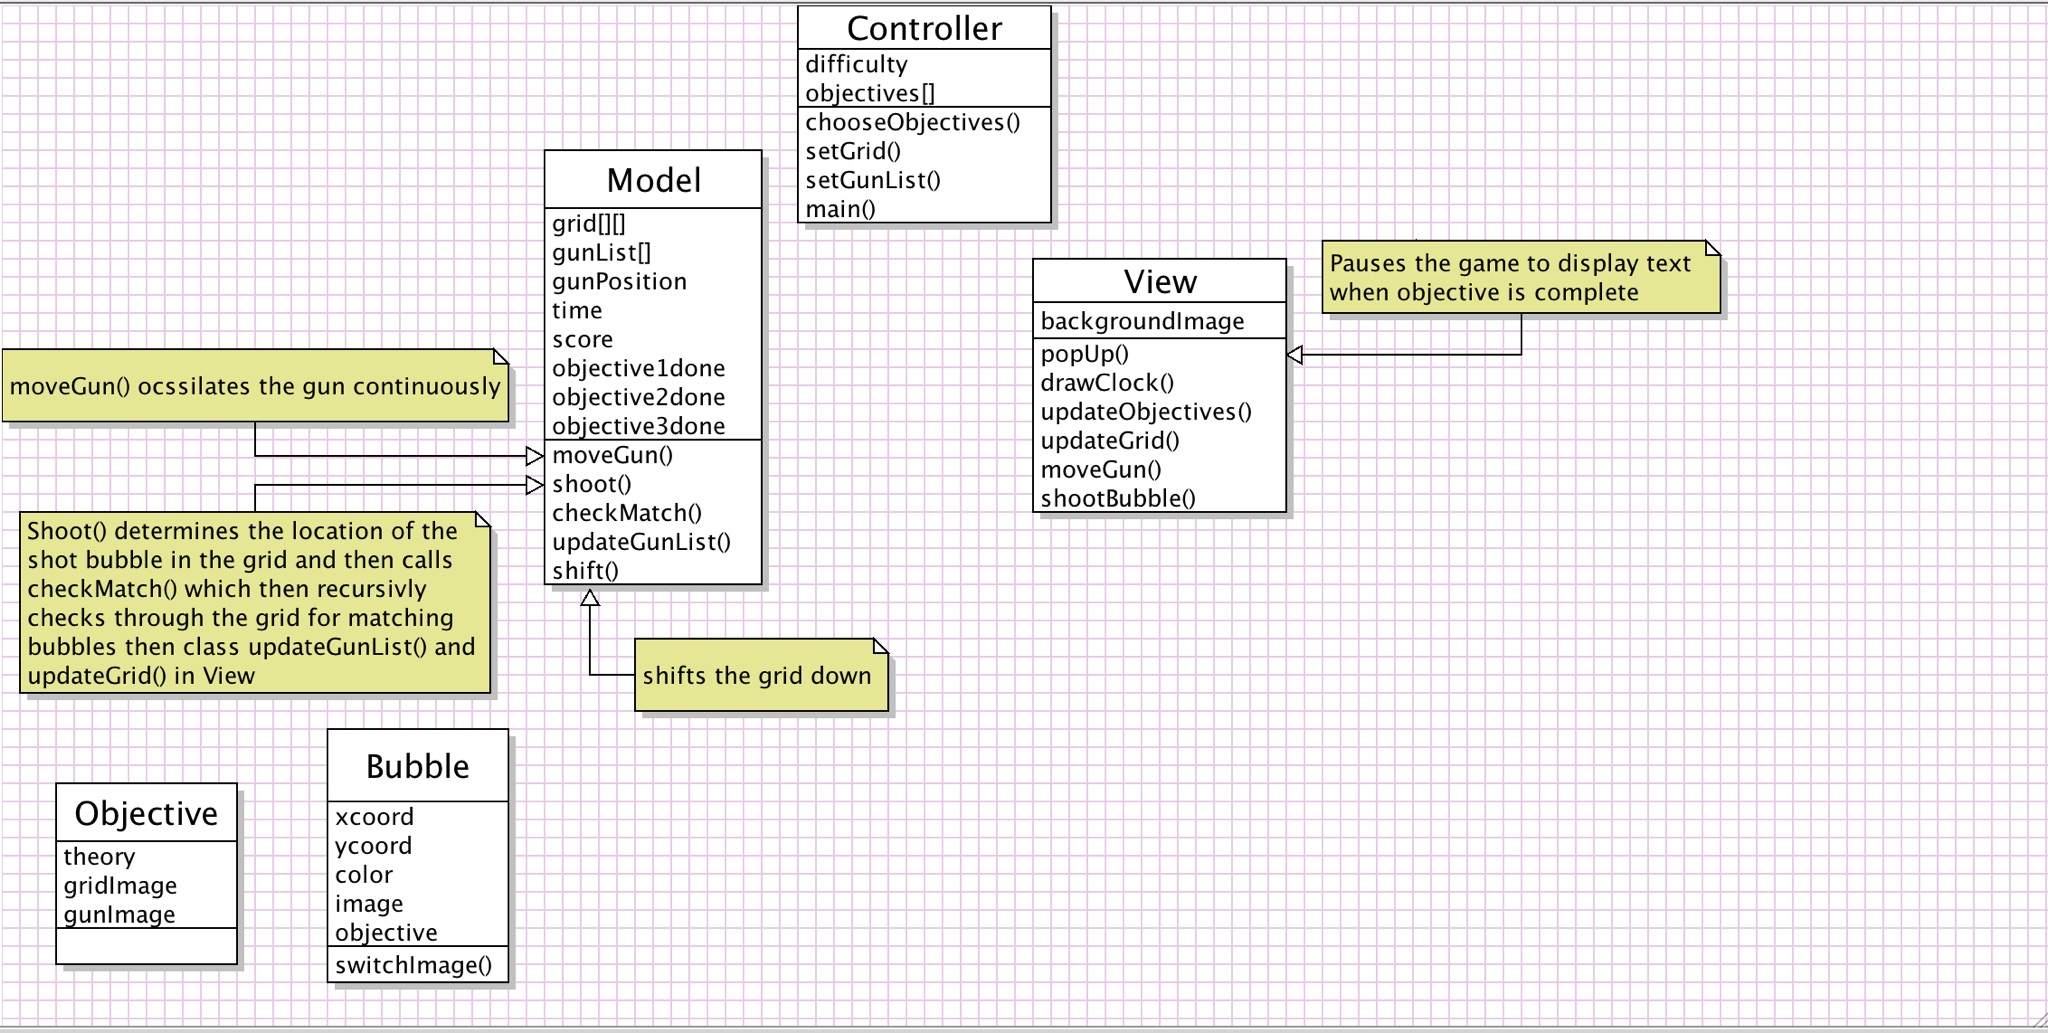 Controller
difficulty
objectives[]
chooseObjectives()
setGrid()
setGunList()
main()
Model
grid[][]
gunList[]
gunPosition
time
score
objective1done
objective2done
objective3done
moveGun()
shoot()
checkMatch()
updateGunList()
shift()
View
backgroundImage
popUp()
drawClock()
updateObjectives()
updateGrid()
moveGun()
shootBubble()
Pauses the game to display text
when objective is complete
moveGun() ocssilates the gun continuously
Shoot() determines the location of the
shot bubble in the grid and then calls
checkMatch() which then recursivly
checks through the grid for matching
bubbles then class updateGunList() and
updateGrid() in View
shifts the grid down
Objective
theory
gridImage
gunImage
Bubble
xcoord
ycoord
color
image
objective
switchImage()